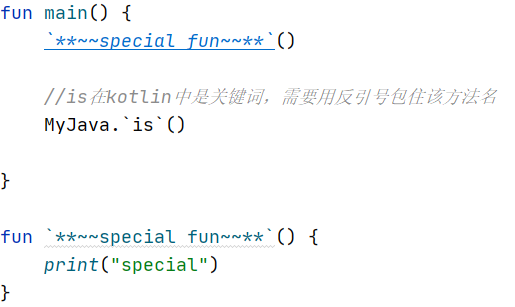 fun main() {
    `**~~special fun~~**`()
    //is在kotlin中是关键词，需要用反引号包住该方法名
    MyJava.`is`()
}
fun `**~~special fun~~**`() {
    print("special")
}